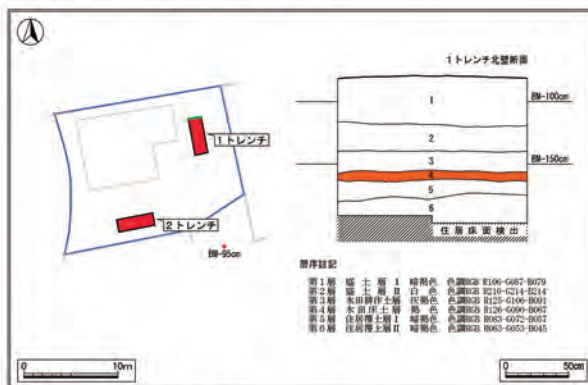 1トレンチ北壁断面
BM-100cm
1
2
3
BM-150cm
4
5
6
住居床面検出
1トレンチ
2トレンチ
BM-95cm
層序註記
第1層 盛土層Ⅰ 暗褐色 色調RGB R106-G087-B079
第2層 盛土層Ⅱ 白色 色調RGB R210-G214-B214
第3層 水田耕作土層 灰褐色 色調RGB R125-G106-B091
第4層 水田床土層 褐色 色調RGB R126-G090-B067
第5層 住居覆土層Ⅰ 暗褐色 色調RGB R063-G072-B057
第6層 住居覆土層Ⅱ 暗褐色 色調RGB R063-G053-B045
0 10m
0 50cm